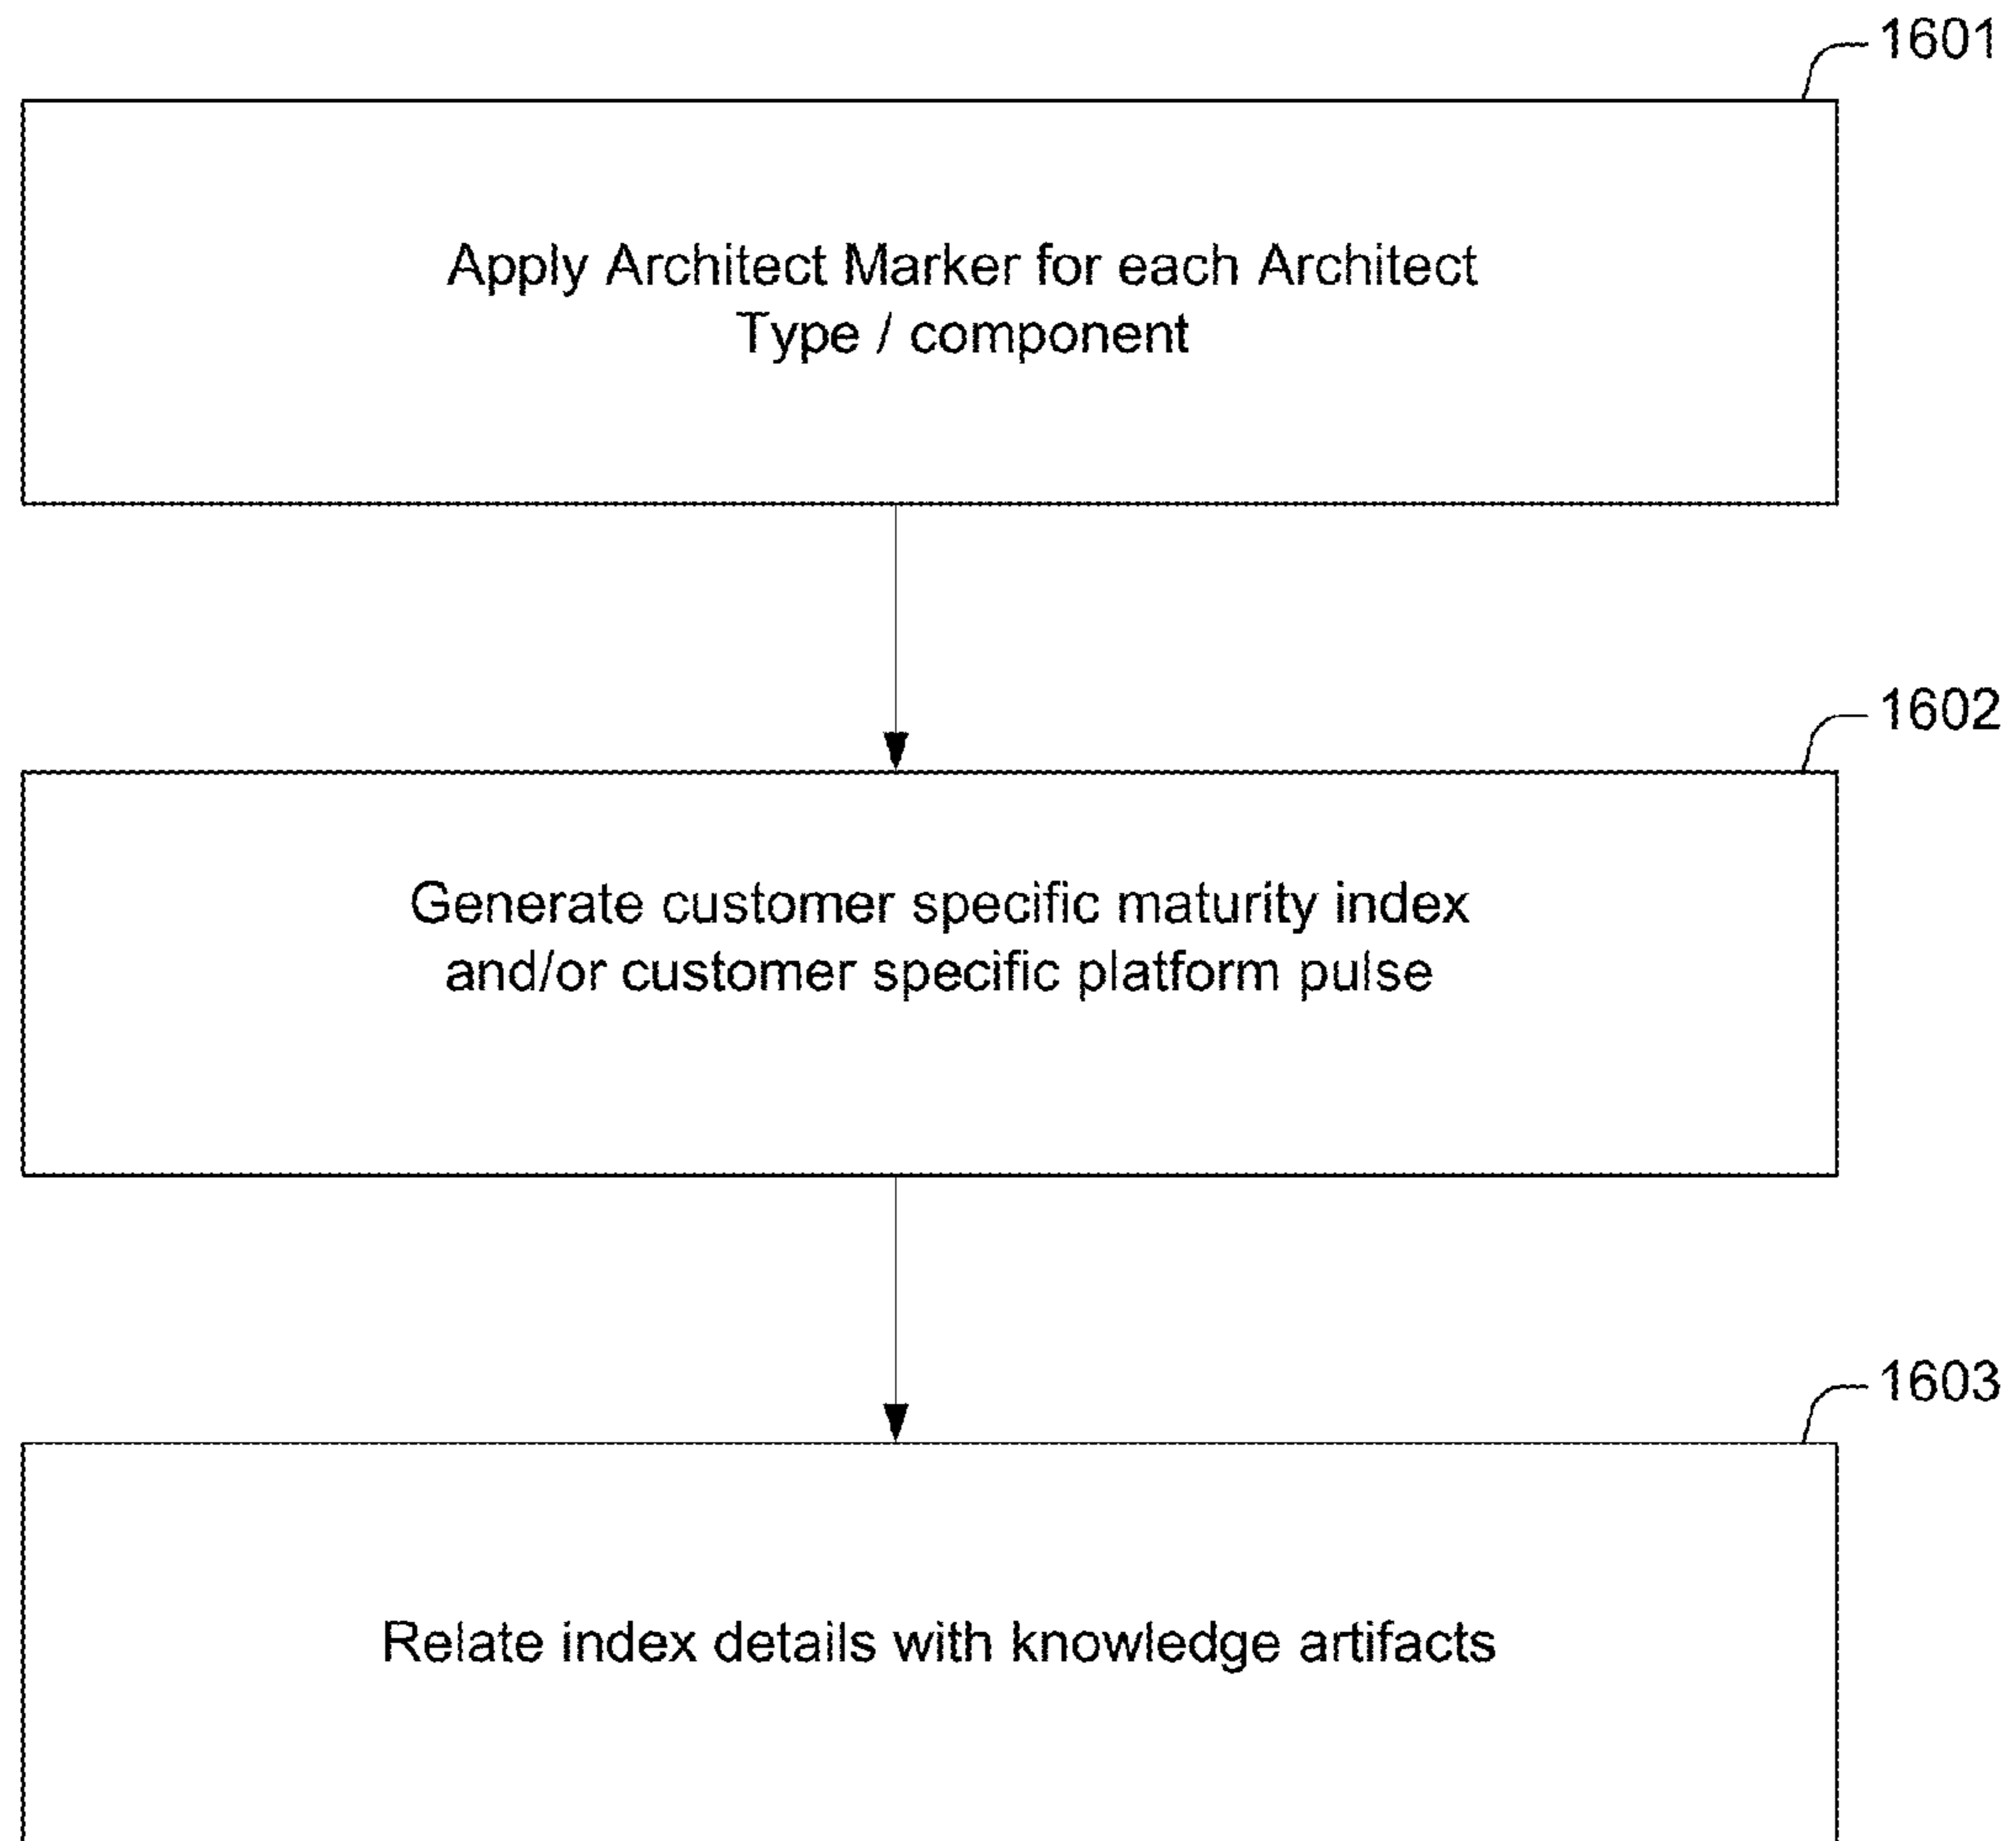 1601
Apply Architect Marker for each Architect
Type / component
1602
Generate customer specific maturity index
and/or customer specific platform pulse
1603
Relate index details with knowledge artifacts